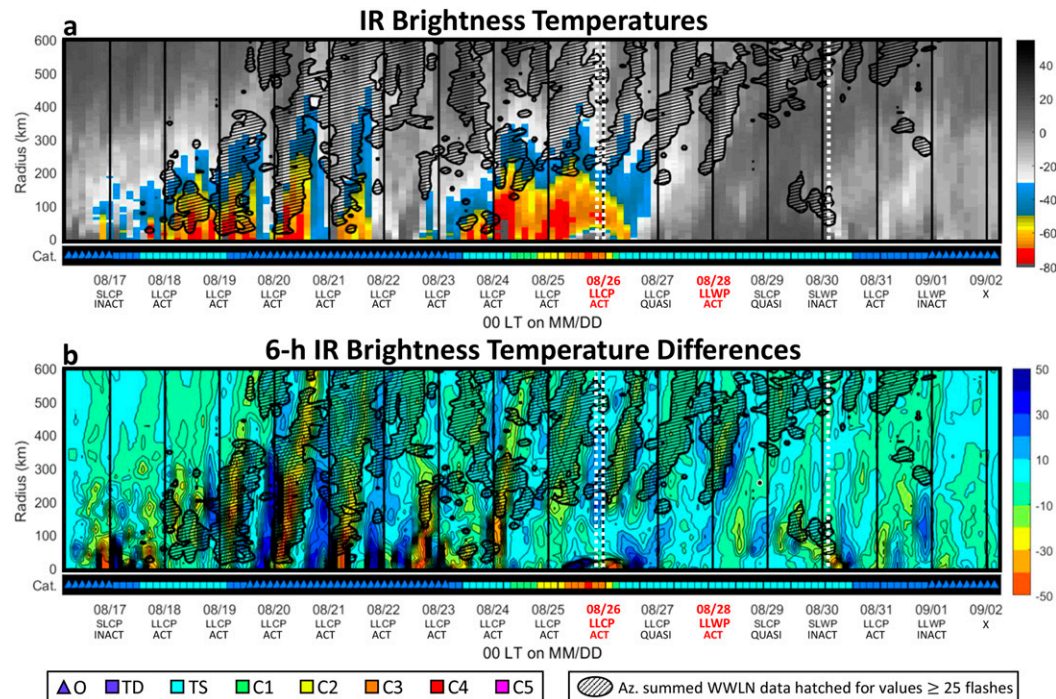 IR Brightness Temperatures
a
600
500
400
300
200
100
0
Radius (km)
40
20
0
-20
-40
-60
-80
Cat.
08/17 08/18 08/19 08/20 08/21 08/22 08/23 08/24 08/25 08/26 08/27 08/28 08/29 08/30 08/31 09/01 09/02
SLCP LLCP LLCP LLCP LLCP LLCP LLCP LLCP LLCP LLCP LLCP LLWP SLCP SLWP LLCP LLWP X
INACT ACT ACT ACT ACT ACT ACT ACT ACT ACT QUASI ACT QUASI INACT ACT INACT
00 LT on MM/DD
6-h IR Brightness Temperature Differences
b
600
500
400
300
200
100
0
Radius (km)
50
40
30
20
10
0
-10
-20
-30
-40
-50
Cat.
08/17 08/18 08/19 08/20 08/21 08/22 08/23 08/24 08/25 08/26 08/27 08/28 08/29 08/30 08/31 09/01 09/02
SLCP LLCP LLCP LLCP LLCP LLCP LLCP LLCP LLCP LLCP LLCP LLWP SLCP SLWP LLCP LLWP X
INACT ACT ACT ACT ACT ACT ACT ACT ACT ACT QUASI ACT QUASI INACT ACT INACT
00 LT on MM/DD
O TD TS C1 C2 C3 C4 C5
Az. summed WWLN data hatched for values ≥ 25 flashes